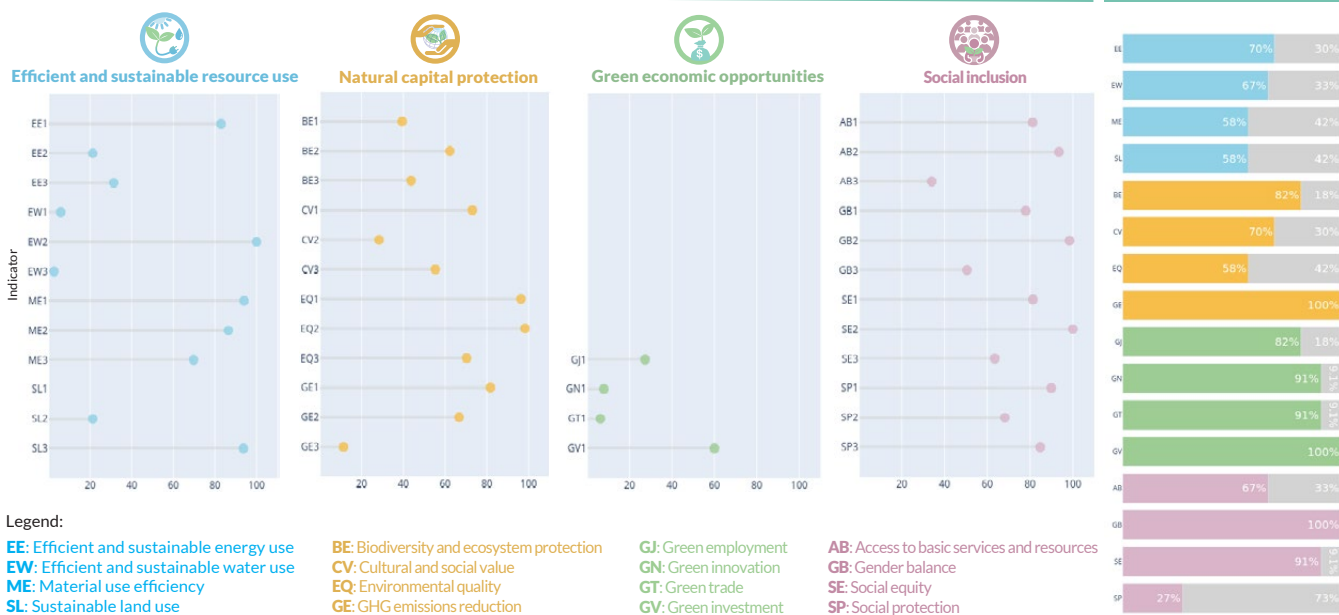 Efficient and sustainable resource use
Natural capital protection
Green economic opportunities
Social inclusion
Indicator
EE1
EE2
EE3
EW1
EW2
EW3
ME1
ME2
ME3
SL1
SL2
SL3
20 40 60 80 100
BE1
BE2
BE3
CV1
CV2
CV3
EQ1
EQ2
EQ3
GE1
GE2
GE3
20 40 60 80 100
$
GJ1
GN1
GT1
GV1
20 40 60 80 100
AB1
AB2
AB3
GB1
GB2
GB3
SE1
SE2
SE3
SP1
SP2
SP3
20 40 60 80 100
EE 70% 30%
EW 67% 33%
ME 58% 42%
SL 58% 42%
BE 82% 18%
CV 70% 30%
EQ 58% 42%
GE 100%
GJ 82% 18%
GN 91% 9.1%
GT 91% 9.1%
GV 100%
AB 67% 33%
GB 100%
SE 91% 9.1%
SP 27% 73%
Legend:
EE: Efficient and sustainable energy use
EW: Efficient and sustainable water use
ME: Material use efficiency
SL: Sustainable land use
BE: Biodiversity and ecosystem protection
CV: Cultural and social value
EQ: Environmental quality
GE: GHG emissions reduction
GJ: Green employment
GN: Green innovation
GT: Green trade
GV: Green investment
AB: Access to basic services and resources
GB: Gender balance
SE: Social equity
SP: Social protection